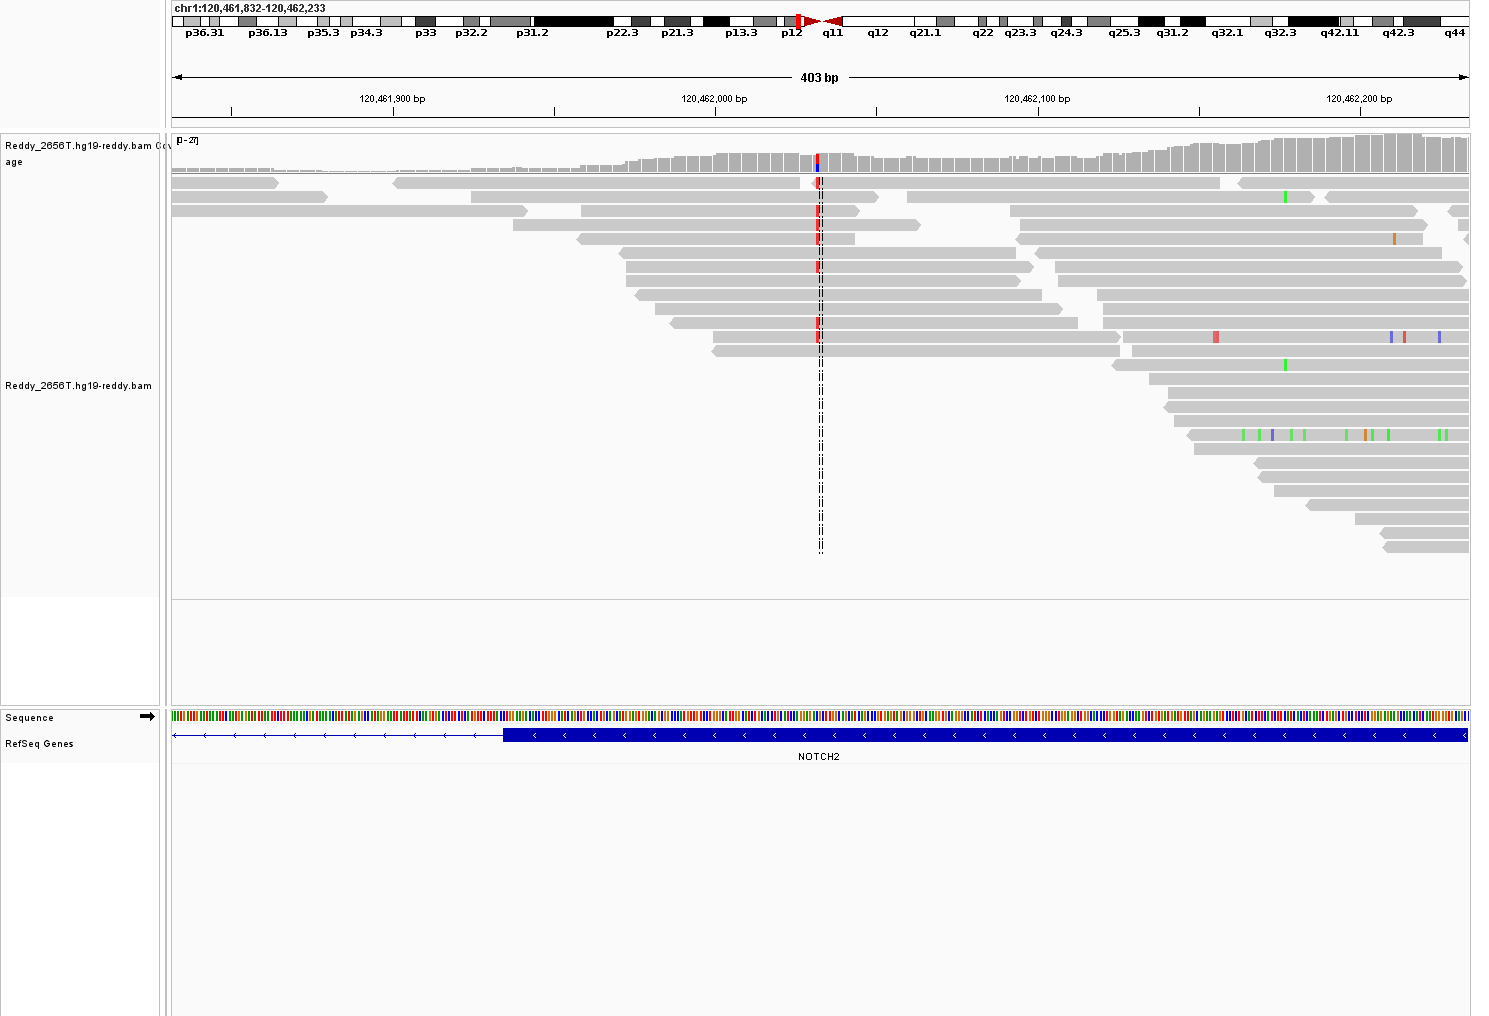 chr1:120,461,832-120,462,233
p36.31 p36.13 p35.3 p34.3 p33 p32.2 p31.2 p22.3 p21.3 p13.3 p12 q11 q12 q21.1 q22 q23.3 q24.3 q25.3 q31.2 q32.1 q32.3 q42.11 q42.3 q44
403 bp
120,461,900 bp 120,462,000 bp 120,462,100 bp 120,462,200 bp
[0 - 27]
Reddy_2656T.hg19-reddy.bam Cov
age
Reddy_2656T.hg19-reddy.bam
Sequence
RefSeq Genes
NOTCH2